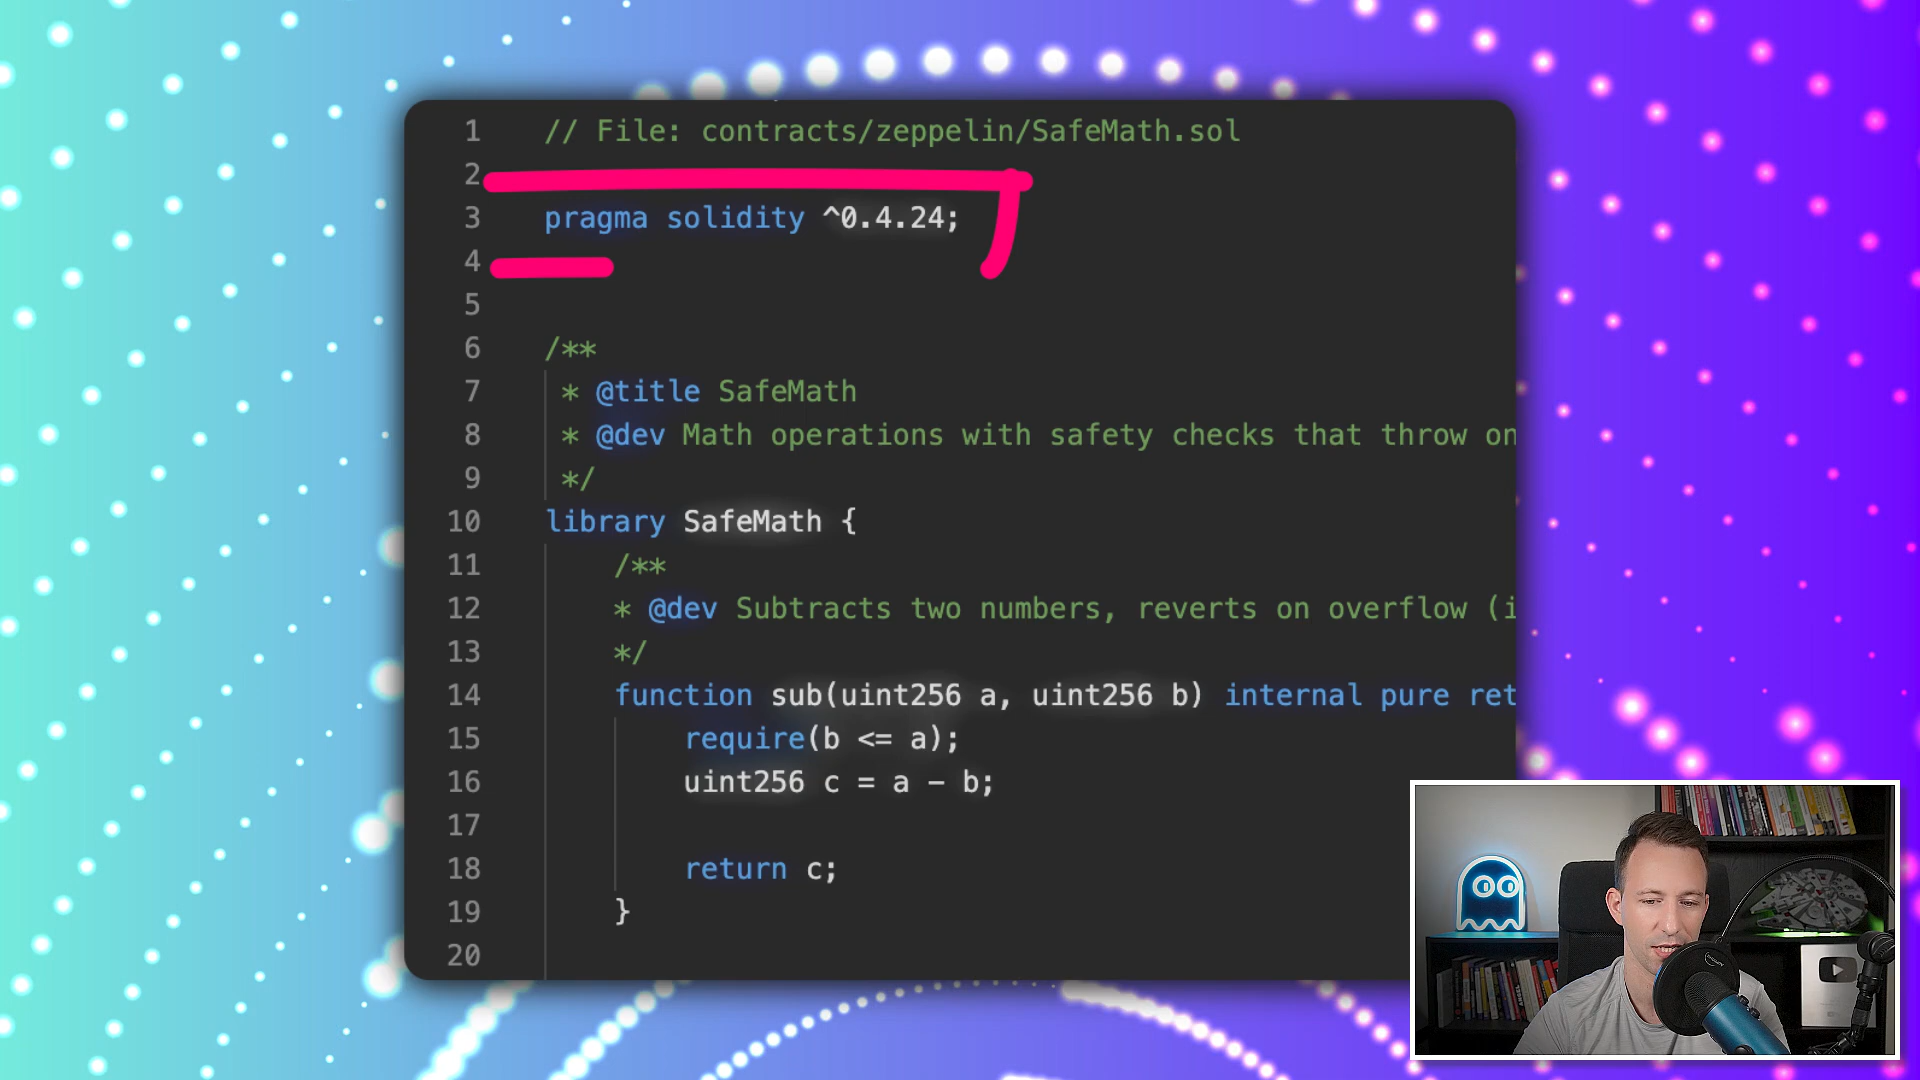 1 // File: contracts/zeppelin/SafeMath.sol
2
3 pragma solidity ^0.4.24;
4
5
6 /**
7 * @title SafeMath
8 * @dev Math operations with safety checks that throw on
9 */
10 library SafeMath {
11 /**
12 * @dev Subtracts two numbers, reverts on overflow (i
13 */
14 function sub(uint256 a, uint256 b) internal pure ret
15 require(b <= a);
16 uint256 c = a - b;
17
18 return c;
19 }
20